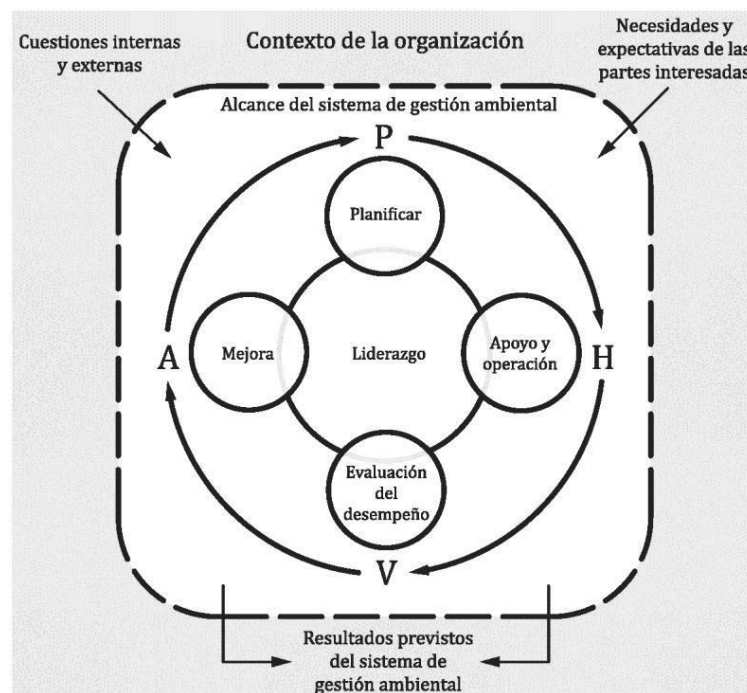 Cuestiones internas
y externas
Contexto de la organización
Necesidades y
expectativas de las
partes interesadas
Alcance del sistema de gestión ambiental
P
Planificar
A
Mejora
Liderazgo
Apoyo y
operación
H
Evaluación
del
desempeño
V
Resultados previstos
del sistema de
gestión ambiental